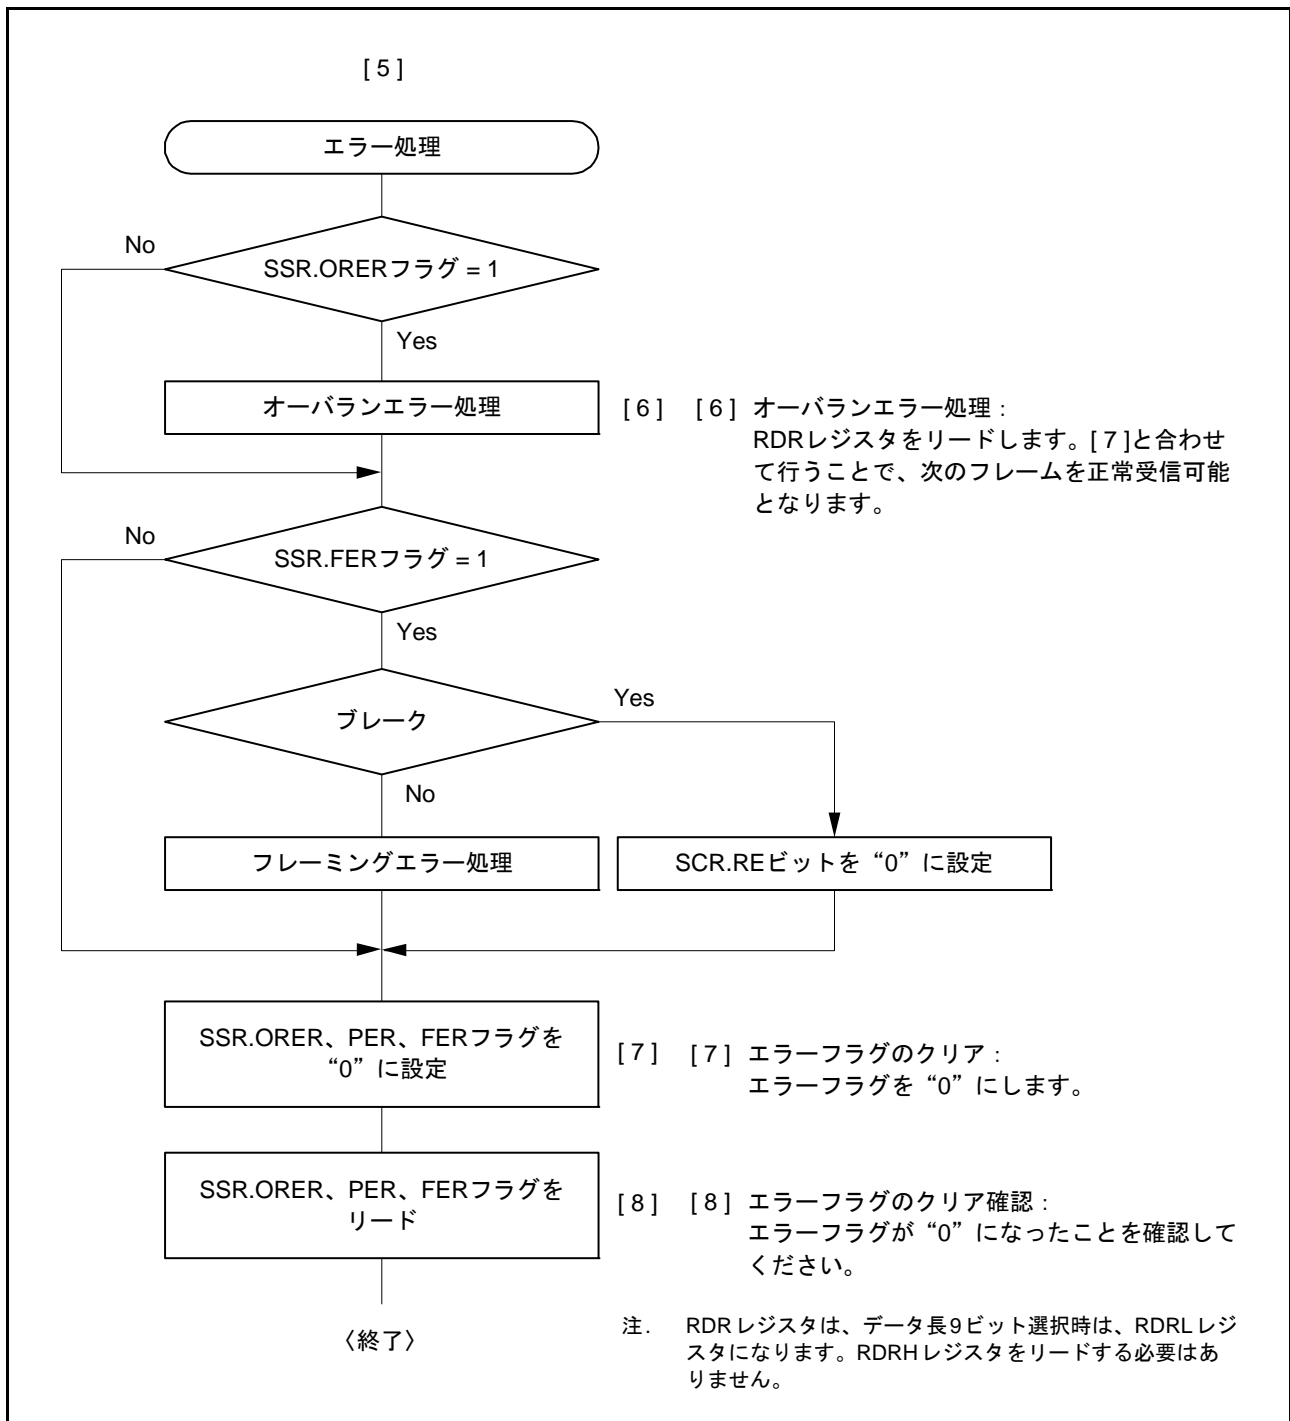 [ 5 ]
エラー処理
No
SSR.ORERフラグ = 1
Yes
オーバランエラー処理
[ 6 ]
[ 6 ] オーバランエラー処理：
RDRレジスタをリードします。[ 7 ]と合わせ
て行うことで、次のフレームを正常受信可能
となります。
No
SSR.FERフラグ = 1
Yes
ブレーク
Yes
No
フレーミングエラー処理
SCR.REビットを“0”に設定
SSR.ORER、PER、FERフラグを
“0”に設定
[ 7 ]
[ 7 ] エラーフラグのクリア：
エラーフラグを“0”にします。
SSR.ORER、PER、FERフラグを
リード
[ 8 ]
[ 8 ] エラーフラグのクリア確認：
エラーフラグが“0”になったことを確認して
ください。
〈終了〉
注. RDRレジスタは、データ長9ビット選択時は、RDRLレジ
スタになります。RDRHレジスタをリードする必要はあ
りません。